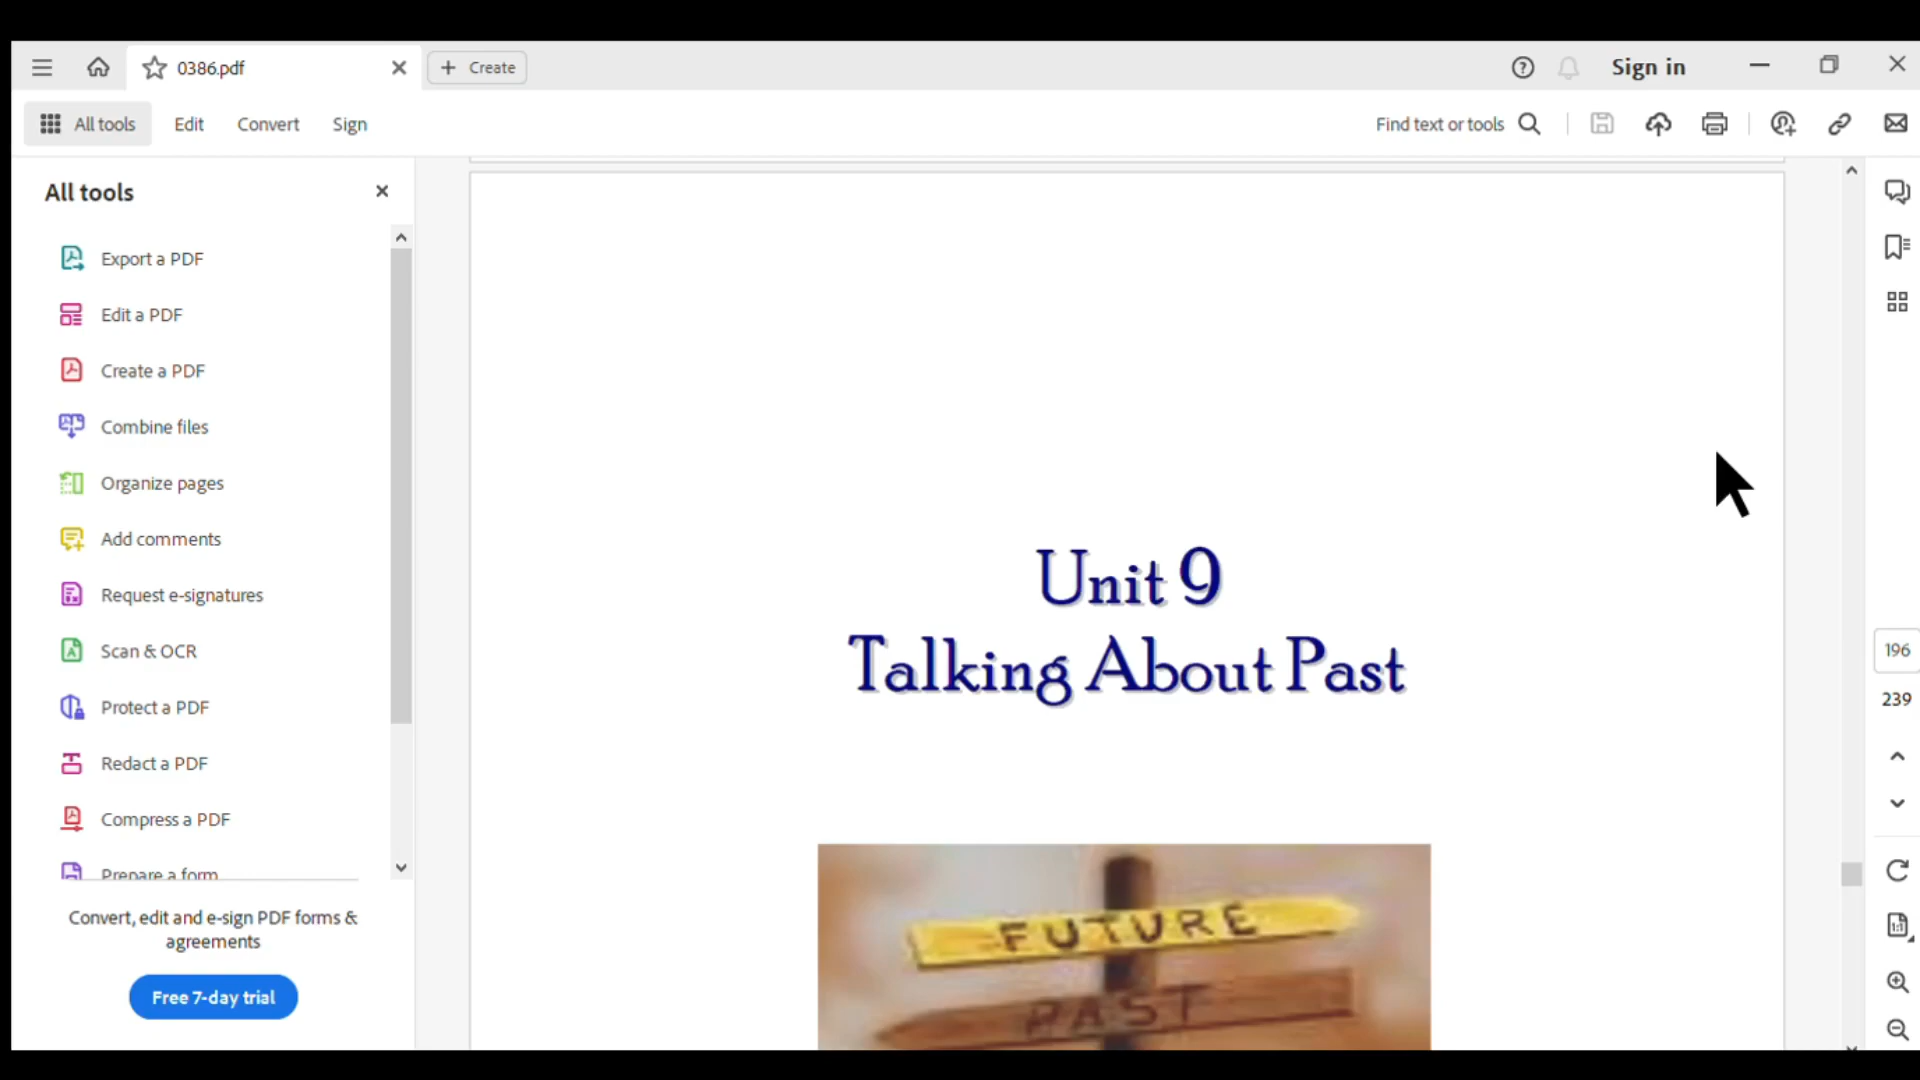 0386.pdf
Create
Sign in
All tools
Edit
Convert
Sign
Find text or tools
All tools
Export a PDF
Edit a PDF
Create a PDF
Combine files
Organize pages
Add comments
Request e-signatures
Scan & OCR
Protect a PDF
Redact a PDF
Compress a PDF
Prepare a form
Convert, edit and e-sign PDF forms &
agreements
Free 7-day trial
Unit 9
Talking About Past
FUTURE
PAST
196
239